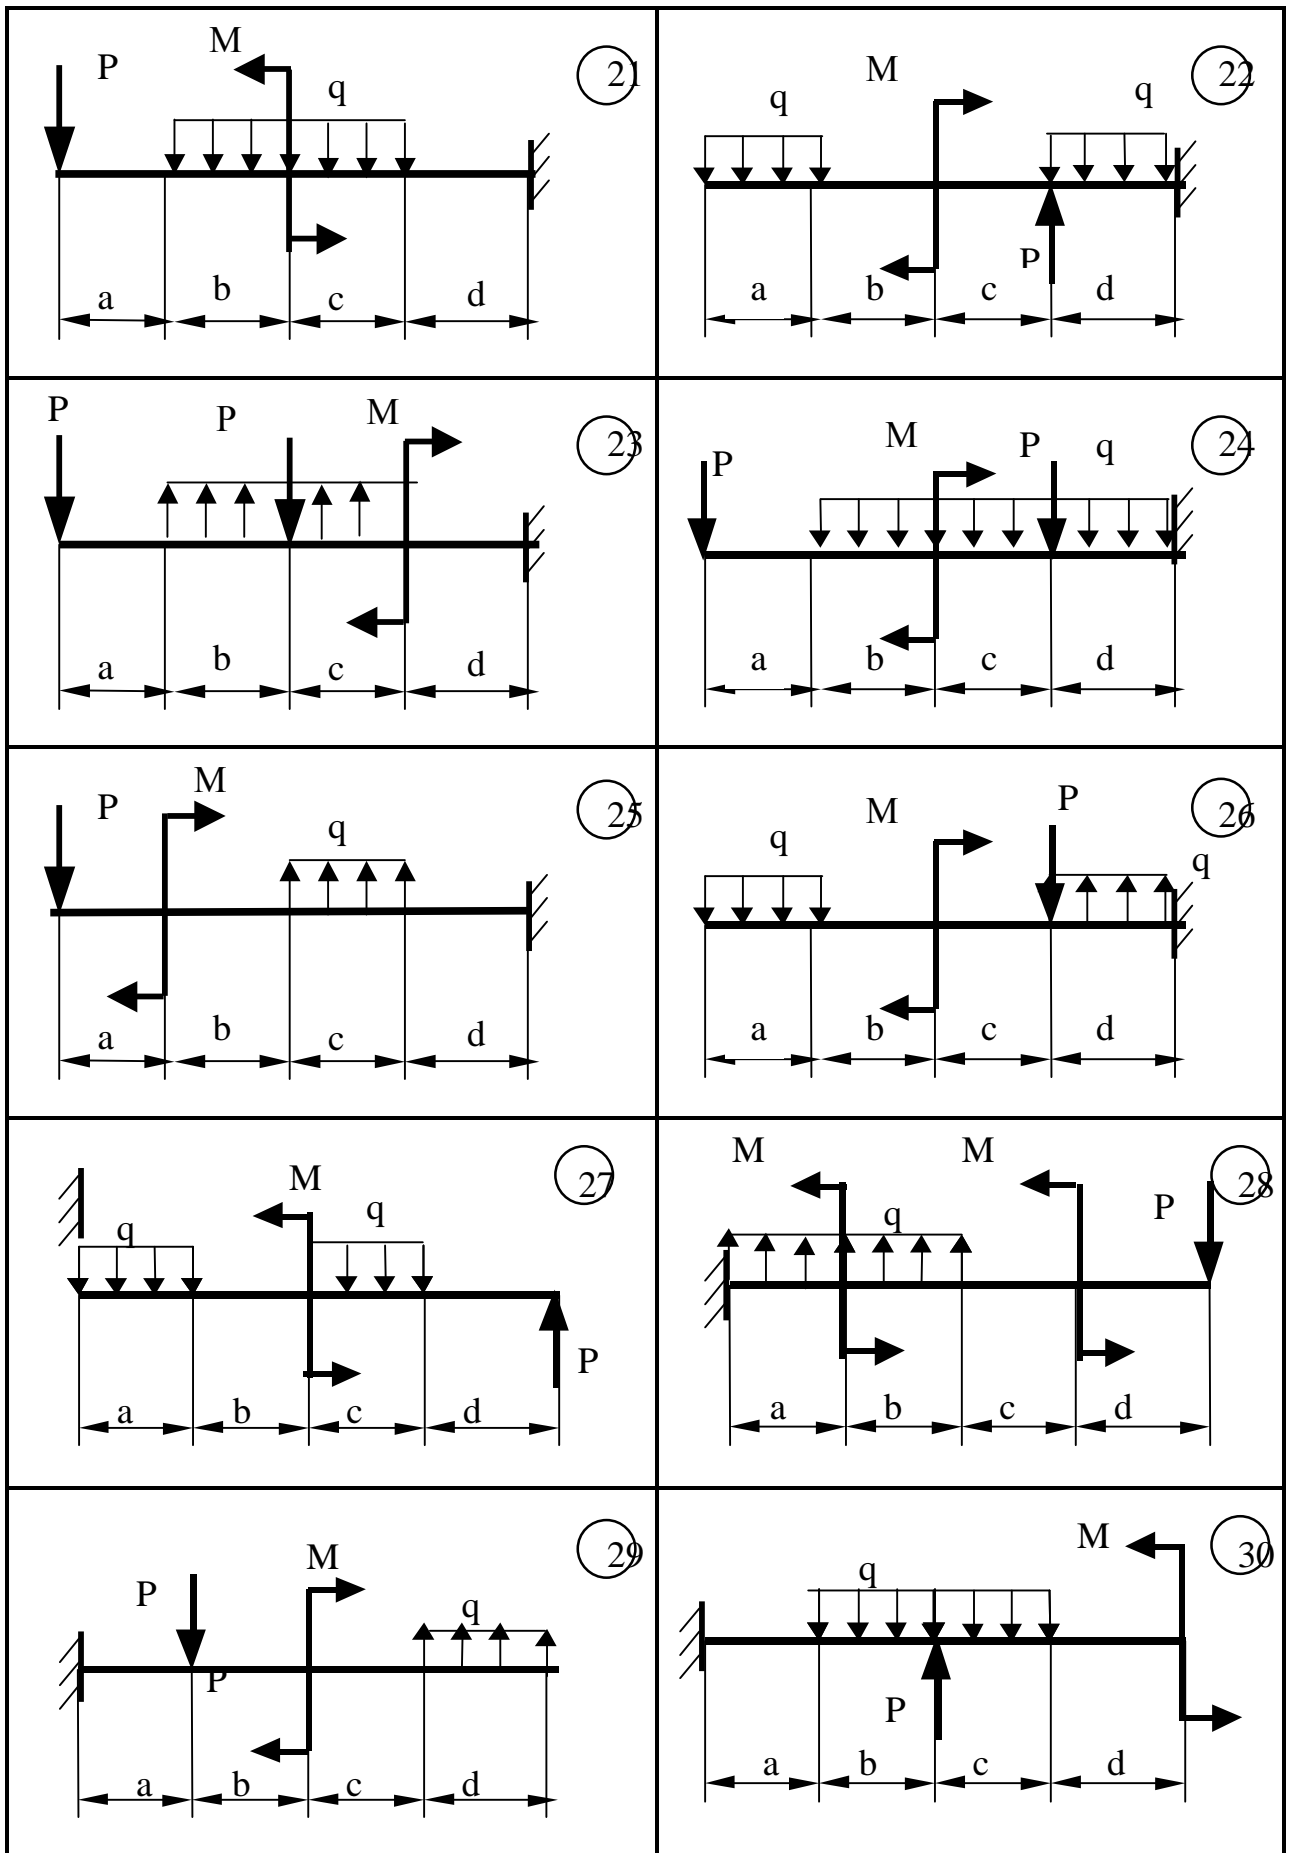 P M q 21
a b c d
q M q 22
P
a b c d
P P M 23
a b c d
P M P q 24
a b c d
P M q 25
a b c d
q M P q 26
a b c d
q M q 27
P
a b c d
M M q P 28
a b c d
P M q 29
P
a b c d
q M 30
P
a b c d